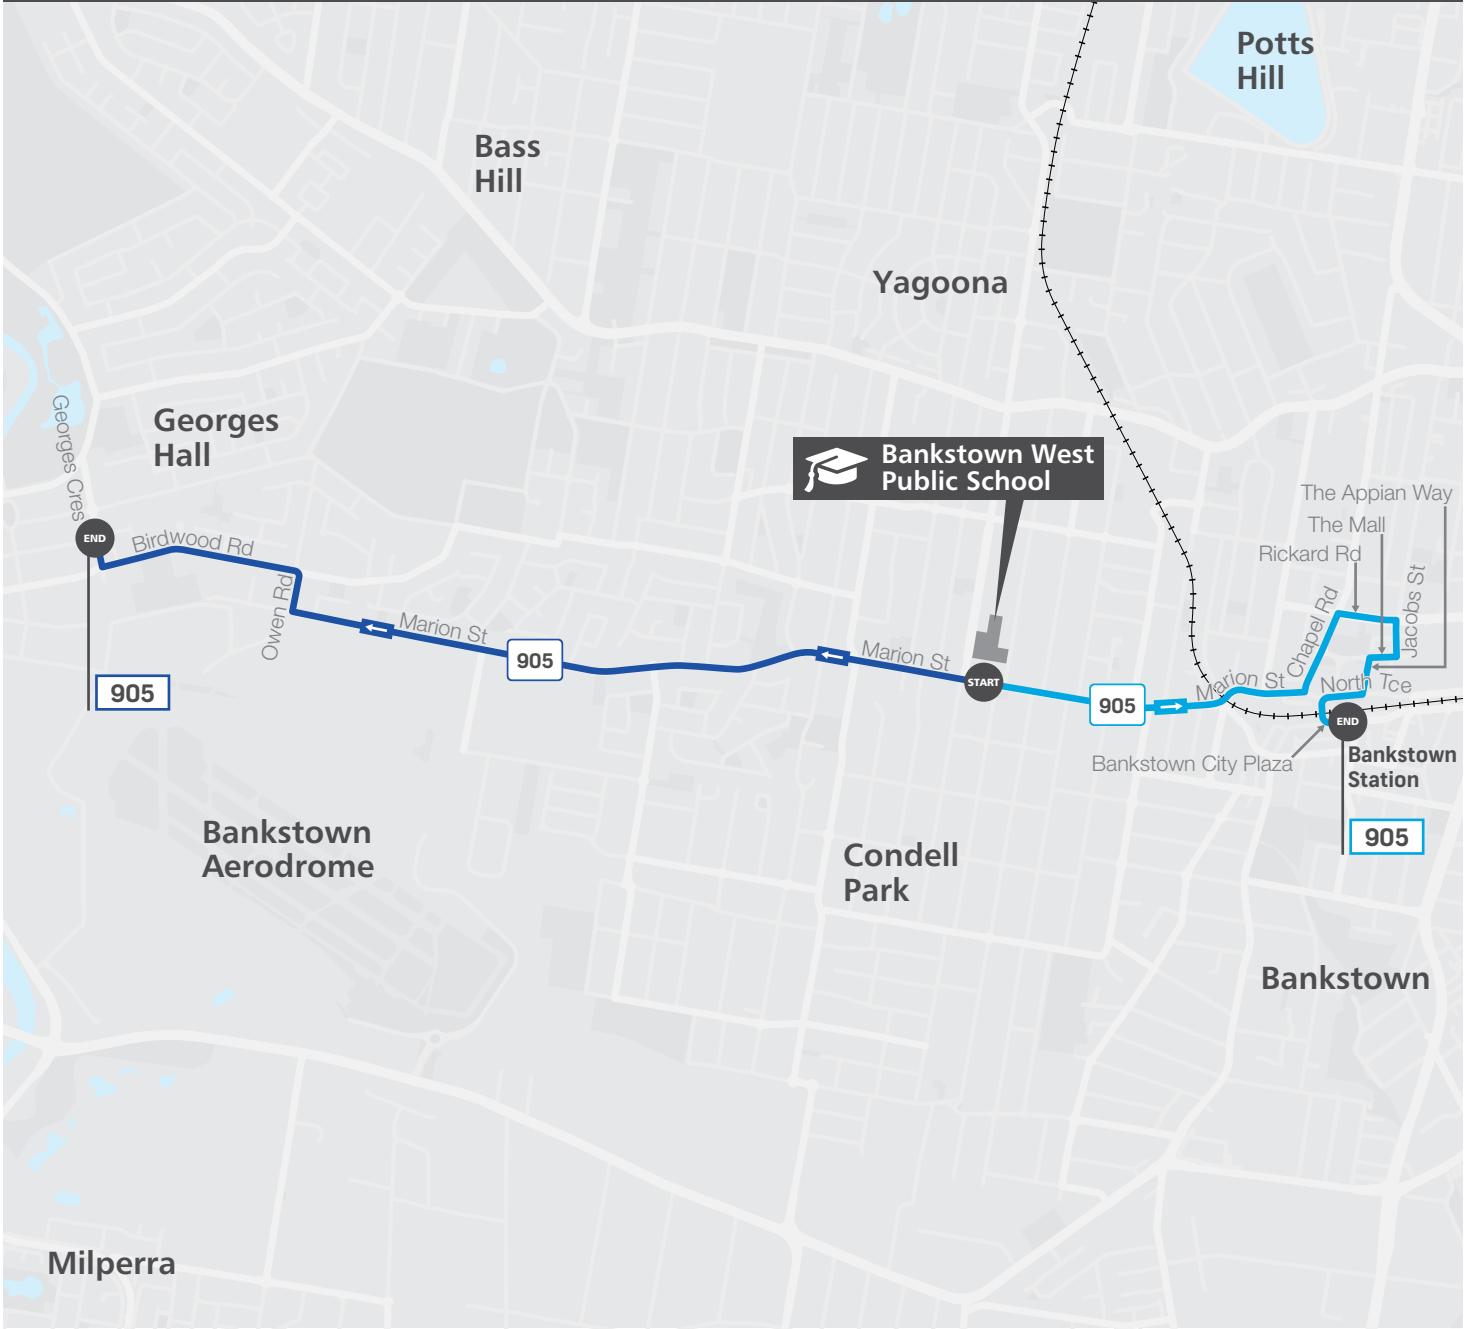 Potts
Hill
Bass
Hill
Yagoona
Georges Cres
Georges
Hall
Bankstown West
Public School
The Appian Way
The Mall
Rickard Rd
END
Birdwood Rd
Owen Rd
Marion St
905
Marion St
START
905
Marion St
Chapel Rd
Jacobs St
North Tce
END
905
Bankstown City Plaza
Bankstown
Station
905
Bankstown
Aerodrome
Condell
Park
Bankstown
Milperra